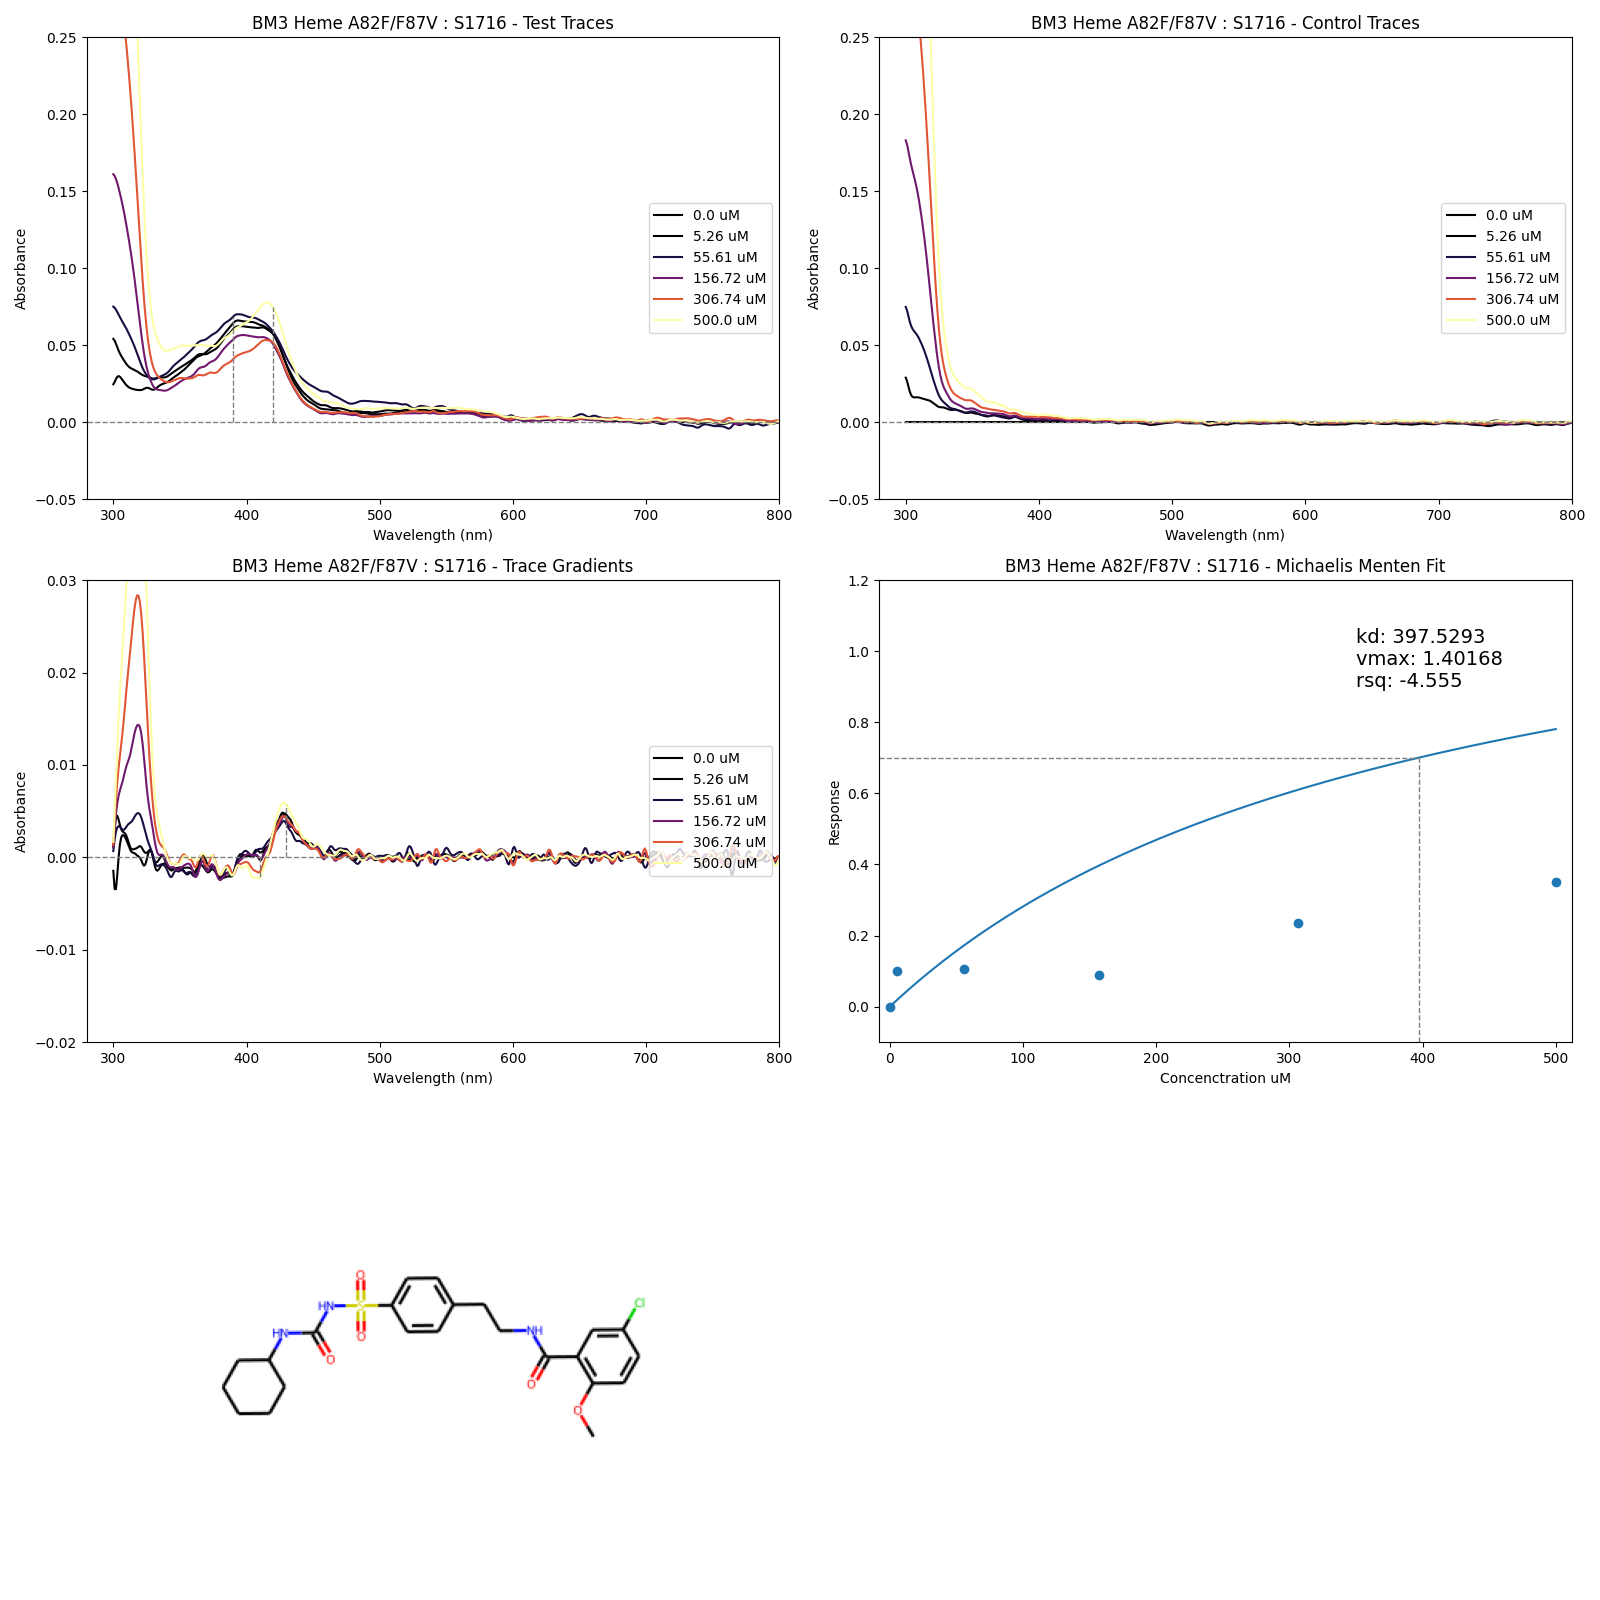 BM3 Heme A82F/F87V : S1716 - Test Traces
0.25
0.20
0.15
0.10
0.05
0.00
−0.05
Absorbance
300
400
500
600
700
800
Wavelength (nm)
0.0 uM
5.26 uM
55.61 uM
156.72 uM
306.74 uM
500.0 uM
BM3 Heme A82F/F87V : S1716 - Control Traces
0.25
0.20
0.15
0.10
0.05
0.00
−0.05
Absorbance
300
400
500
600
700
800
Wavelength (nm)
0.0 uM
5.26 uM
55.61 uM
156.72 uM
306.74 uM
500.0 uM
BM3 Heme A82F/F87V : S1716 - Trace Gradients
0.03
0.02
0.01
0.00
−0.01
−0.02
Absorbance
300
400
500
600
700
800
Wavelength (nm)
0.0 uM
5.26 uM
55.61 uM
156.72 uM
306.74 uM
500.0 uM
BM3 Heme A82F/F87V : S1716 - Michaelis Menten Fit
1.2
1.0
0.8
0.6
0.4
0.2
0.0
Response
0
100
200
300
400
500
Concenctration uM
kd: 397.5293
vmax: 1.40168
rsq: -4.555
O
HN
S
O
HN
O
NH
O
Cl
O